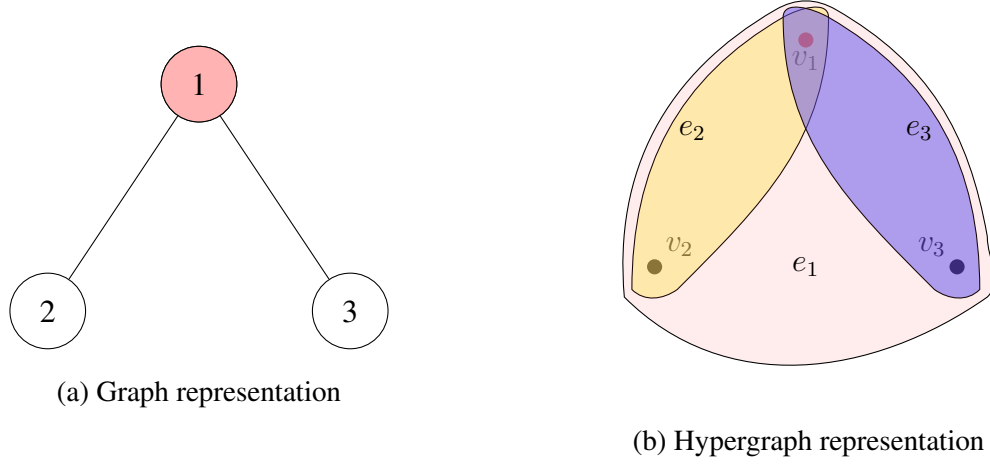 1
2
3
(a) Graph representation
v₁
e₂
e₃
v₂
v₃
e₁
(b) Hypergraph representation